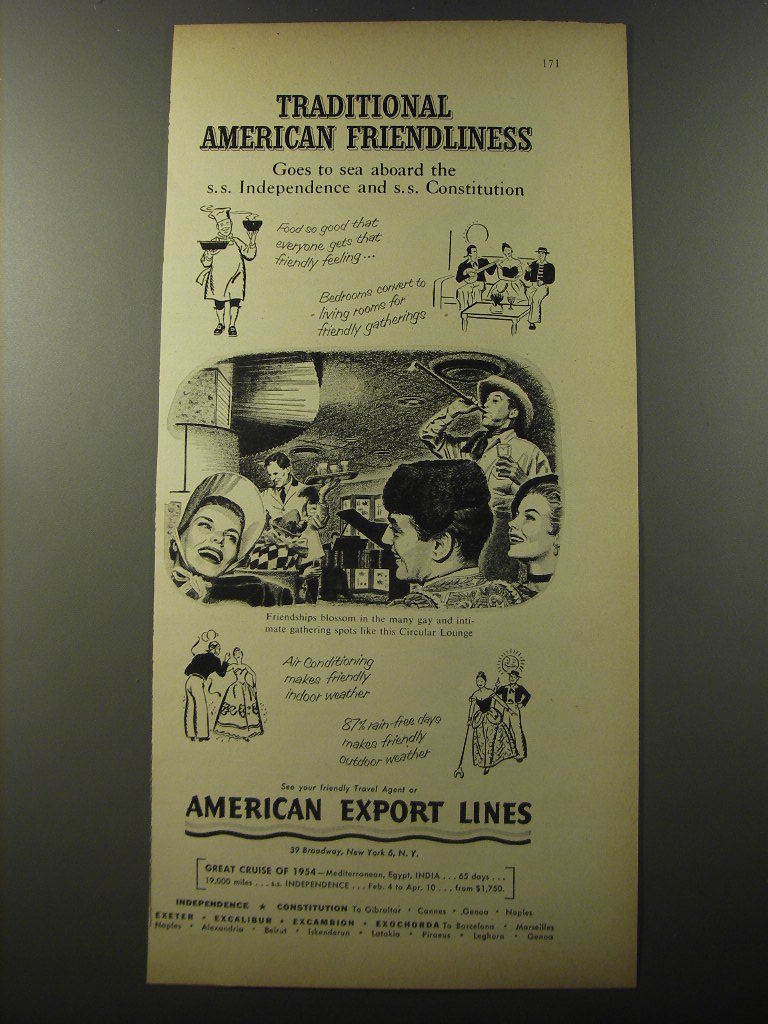 171
TRADITIONAL
AMERICAN FRIENDLINESS
Goes to sea aboard the
s.s. Independence and s.s. Constitution
Food so good that
everyone gets that
friendly feeling...
Bedrooms convert to
living rooms for
friendly gatherings
Friendships blossom in the many gay and inti-
mate gathering spots like this Circular Lounge
Air Conditioning
makes friendly
indoor weather
87% rain-free days
makes friendly
outdoor weather
See your friendly Travel Agent or
AMERICAN EXPORT LINES
39 Broadway, New York 6, N. Y.
GREAT CRUISE OF 1954—Mediterranean, Egypt, INDIA . . . 65 days . . .
19,000 miles . . . s.s. INDEPENDENCE . . . Feb. 4 to Apr. 10 . . . from $1,750.
INDEPENDENCE ★ CONSTITUTION To Gibraltar • Cannes • Genoa • Naples
EXETER • EXCALIBUR • EXCAMBION • EXOCHORDA To Barcelona • Marseilles
Naples • Alexandria • Beirut • Iskenderun • Latakia • Piraeus • Leghorn • Genoa